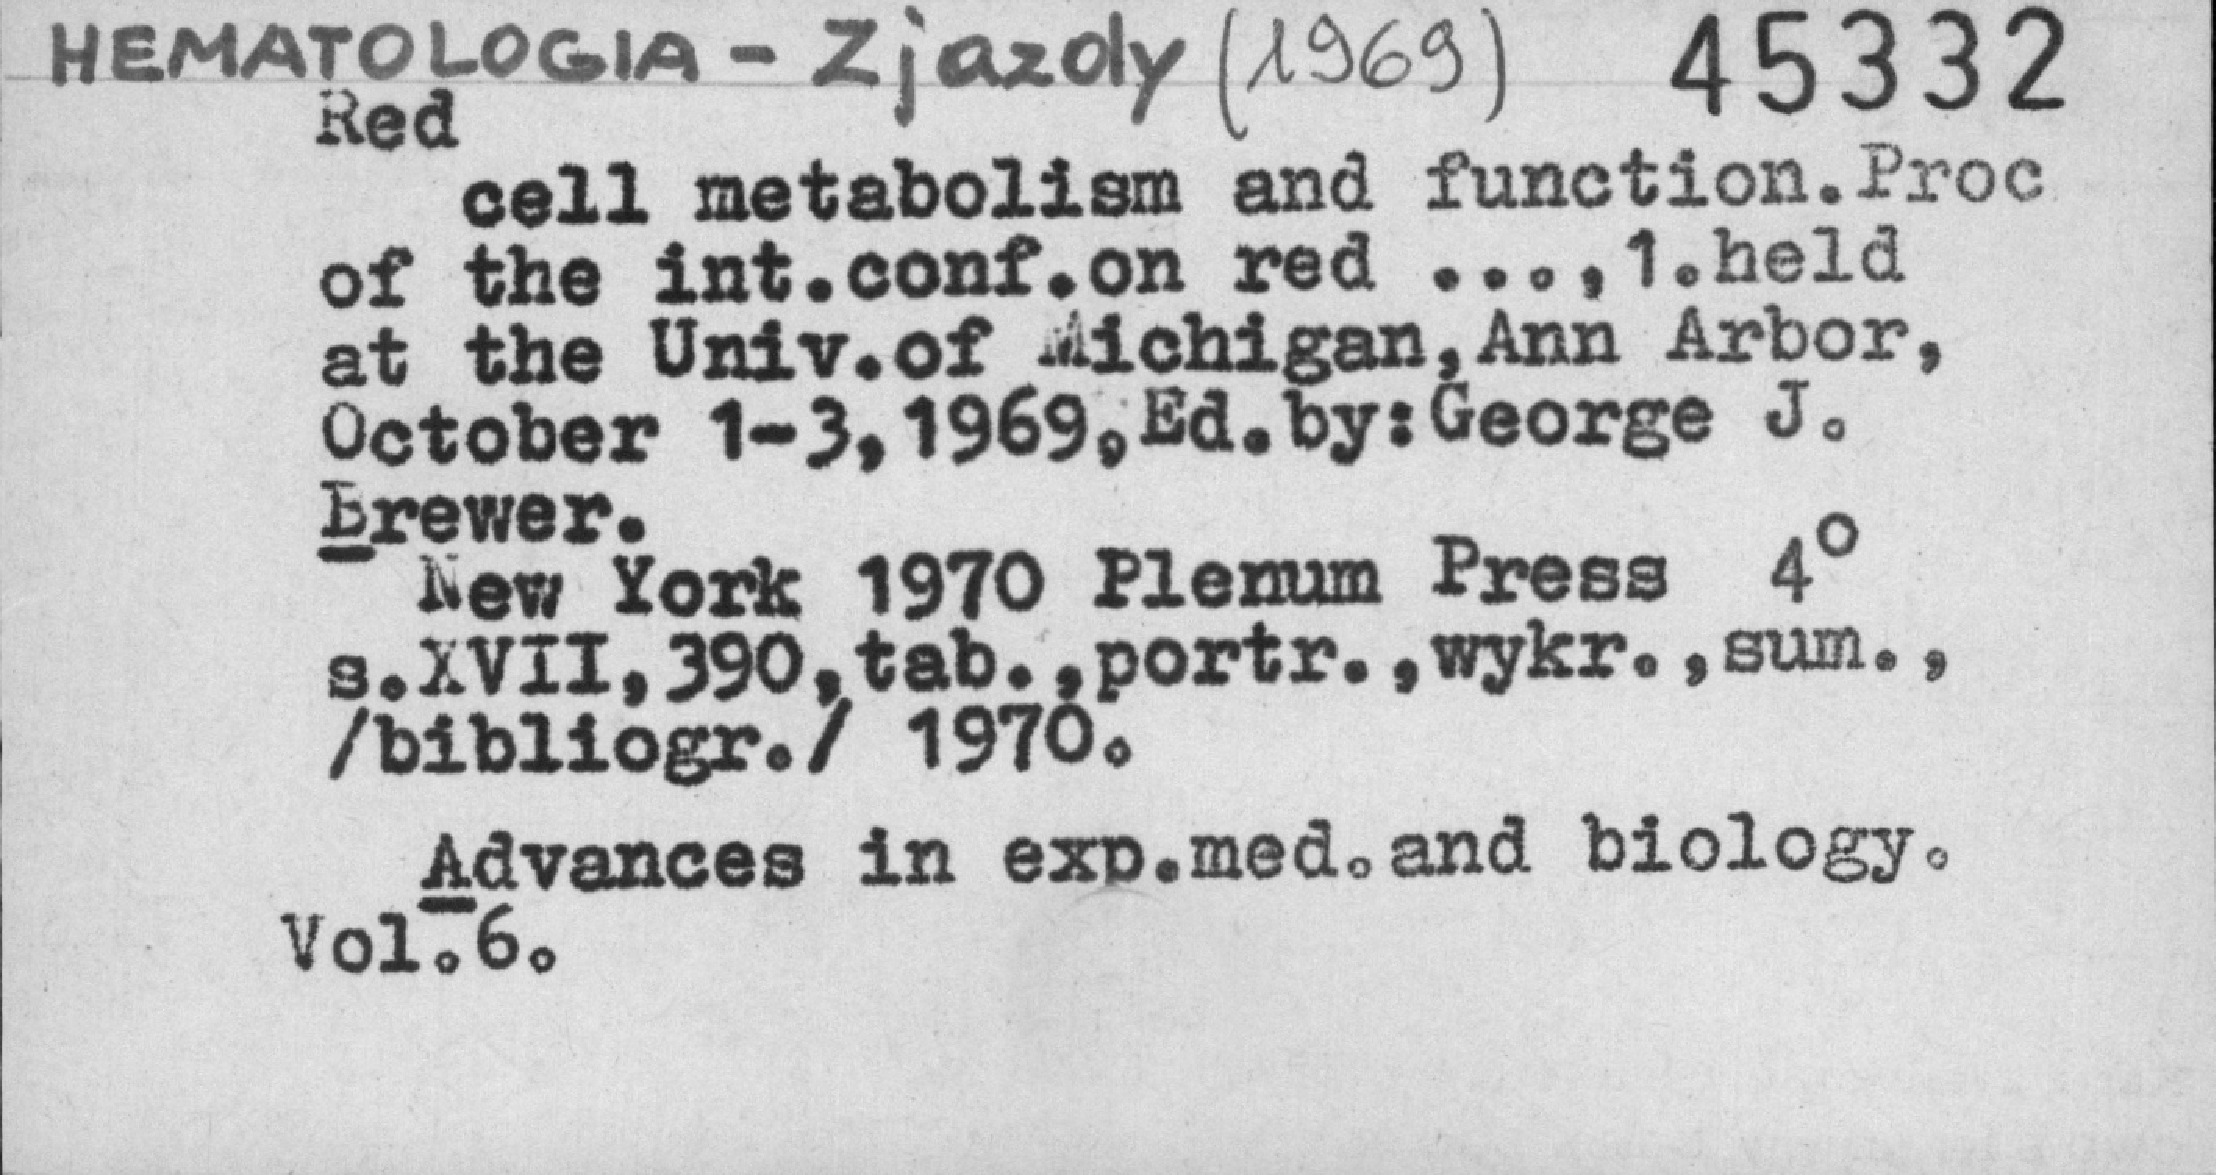 HEMATOLOGIA - Zjazdy (1969) 45332
Red
cell metabolism and function.Proc
of the int.conf.on red ...,1.held
at the Univ.of Michigan,Ann Arbor,
October 1-3,1969,Ed.by:George J.
Brewer.
New York 1970 Plenum Press 4°
s.XVII,390,tab.,portr.,wykr.,sum.,
/bibliogr./ 1970.
Advances in exp.med.and biology.
Vol.6.